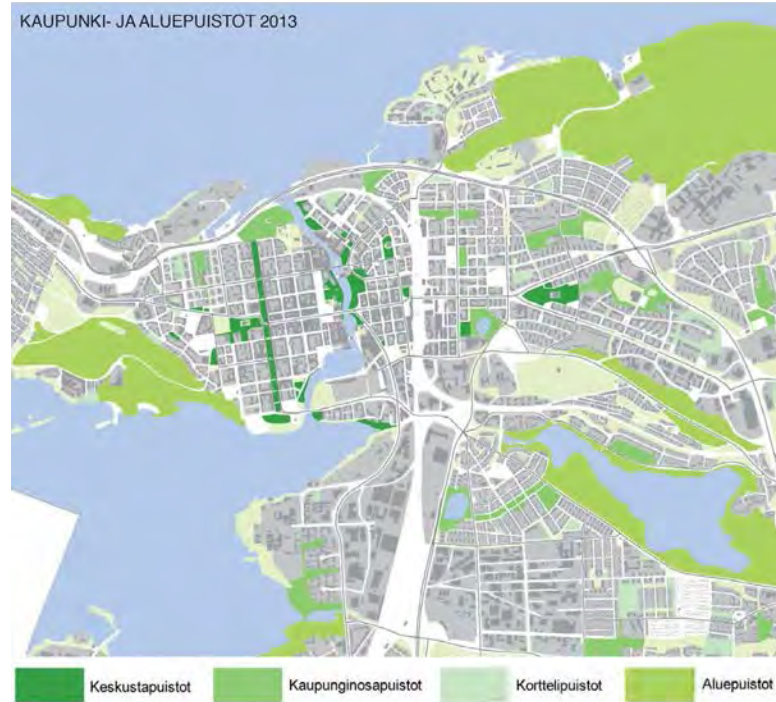 KAUPUNKI- JA ALUEPUISTOT 2013
Keskustapuistot
Kaupunginosapuistot
Korttelipuistot
Aluepuistot